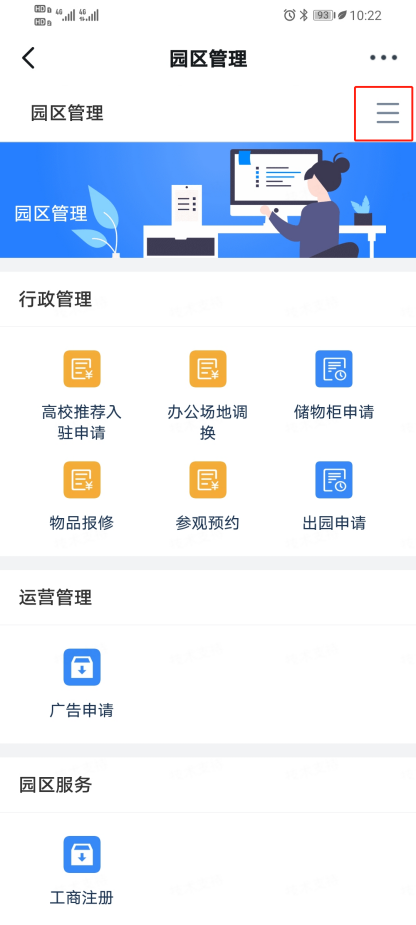 HD 4G 4G 93 10:22
园区管理
园区管理
园区管理
行政管理
高校推荐入
驻申请
办公场地调
换
储物柜申请
物品报修
参观预约
出园申请
运营管理
广告申请
园区服务
工商注册